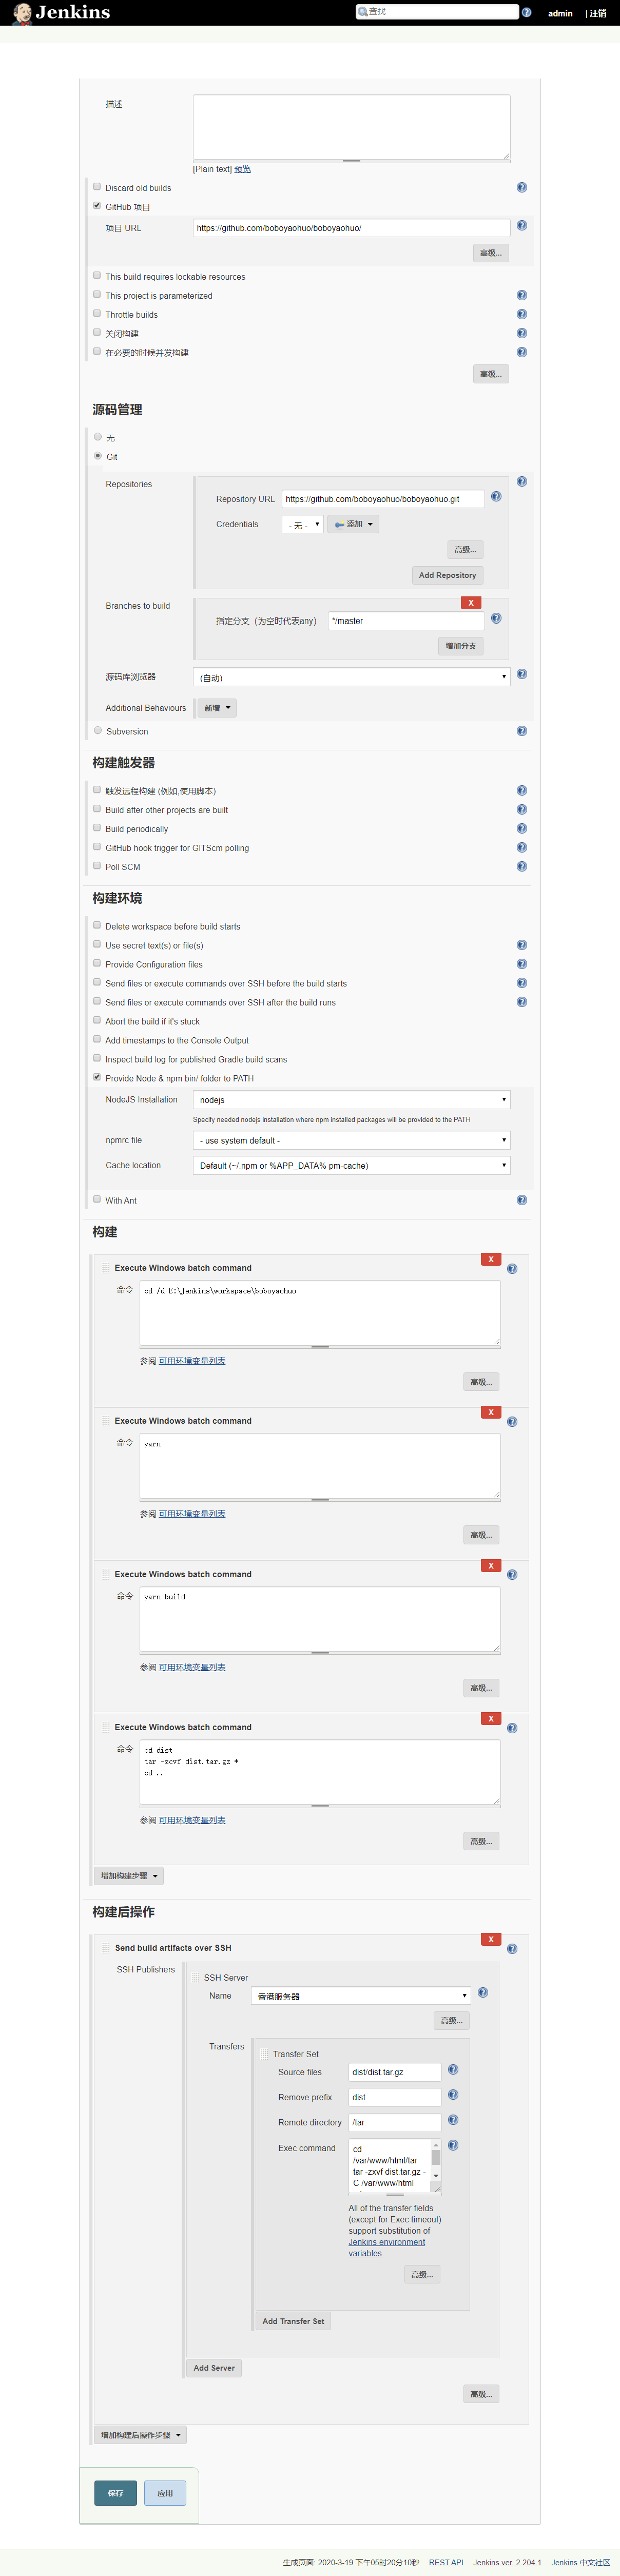 Jenkins
查找
admin
| 注销
描述
[Plain text] 预览
Discard old builds
GitHub 项目
项目 URL
https://github.com/boboyaohuo/boboyaohuo/
高级...
This build requires lockable resources
This project is parameterized
Throttle builds
关闭构建
在必要的时候并发构建
高级...
源码管理
无
Git
Repositories
Repository URL
https://github.com/boboyaohuo/boboyaohuo.git
Credentials
- 无 -
添加
高级...
Add Repository
Branches to build
X
指定分支（为空时代表any）
*/master
增加分支
源码库浏览器
(自动)
Additional Behaviours
新增
Subversion
构建触发器
触发远程构建 (例如,使用脚本)
Build after other projects are built
Build periodically
GitHub hook trigger for GITScm polling
Poll SCM
构建环境
Delete workspace before build starts
Use secret text(s) or file(s)
Provide Configuration files
Send files or execute commands over SSH before the build starts
Send files or execute commands over SSH after the build runs
Abort the build if it's stuck
Add timestamps to the Console Output
Inspect build log for published Gradle build scans
Provide Node & npm bin/ folder to PATH
NodeJS Installation
nodejs
Specify needed nodejs installation where npm installed packages will be provided to the PATH
npmrc file
- use system default -
Cache location
Default (~/.npm or %APP_DATA% pm-cache)
With Ant
构建
X
Execute Windows batch command
命令
cd /d E:\Jenkins\workspace\boboyaohuo
参阅 可用环境变量列表
高级...
X
Execute Windows batch command
命令
yarn
参阅 可用环境变量列表
高级...
X
Execute Windows batch command
命令
yarn build
参阅 可用环境变量列表
高级...
X
Execute Windows batch command
命令
cd dist
tar -zcvf dist.tar.gz *
cd ..
参阅 可用环境变量列表
高级...
增加构建步骤
构建后操作
X
Send build artifacts over SSH
SSH Publishers
SSH Server
Name
香港服务器
高级...
Transfers
Transfer Set
Source files
dist/dist.tar.gz
Remove prefix
dist
Remote directory
/tar
Exec command
cd
/var/www/html/tar
tar -zxvf dist.tar.gz -
C /var/www/html
All of the transfer fields
(except for Exec timeout)
support substitution of
Jenkins environment
variables
高级...
Add Transfer Set
Add Server
高级...
增加构建后操作步骤
保存
应用
生成页面: 2020-3-19 下午05时20分10秒
REST API
Jenkins ver. 2.204.1
Jenkins 中文社区